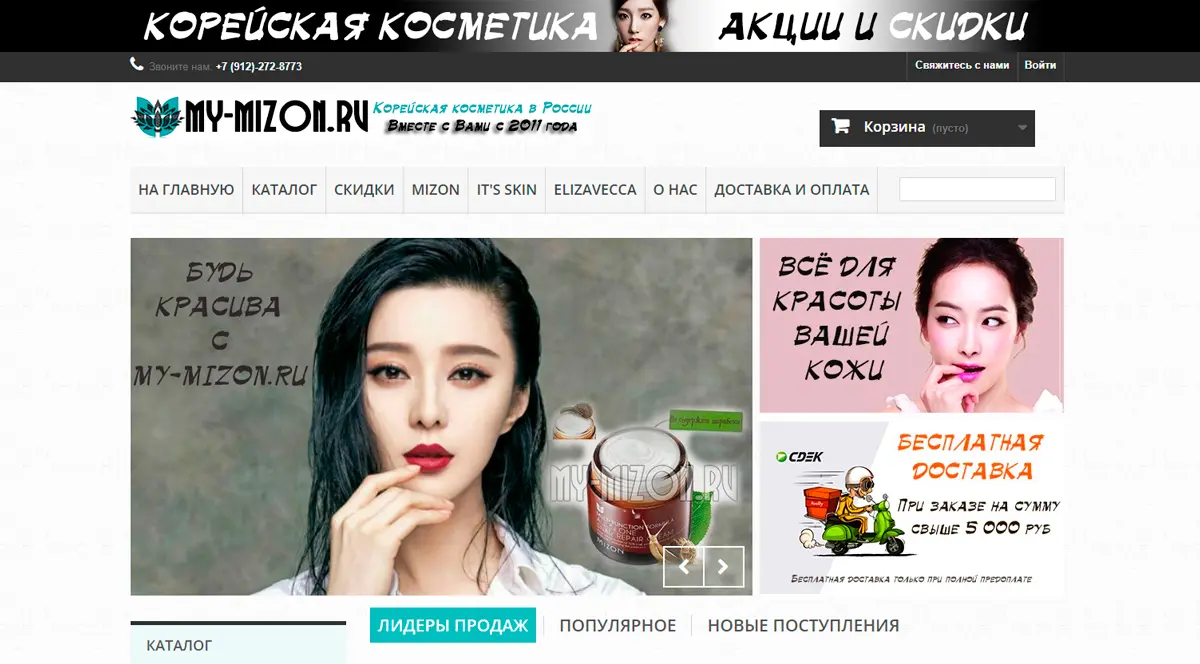 КОРЕЙСКАЯ КОСМЕТИКА
АКЦИИ И СКИДКИ
Звоните нам: +7 (912)-272-8773
Свяжитесь с нами
Войти
MY-MIZON.RU
Корейская косметика в России
Вместе с Вами с 2011 года
Корзина (пусто)
НА ГЛАВНУЮ
КАТАЛОГ
СКИДКИ
MIZON
IT'S SKIN
ELIZAVECCA
О НАС
ДОСТАВКА И ОПЛАТА
БУДЬ
КРАСИВА
С
MY-MIZON.RU
MY-MIZON.RU
MIZON
ВСЁ ДЛЯ
КРАСОТЫ
ВАШЕЙ
КОЖИ
CDEK
БЕСПЛАТНАЯ
ДОСТАВКА
При заказе на сумму
свыше 5 000 руб
Бесплатная доставка только при полной предоплате
КАТАЛОГ
ЛИДЕРЫ ПРОДАЖ
ПОПУЛЯРНОЕ
НОВЫЕ ПОСТУПЛЕНИЯ